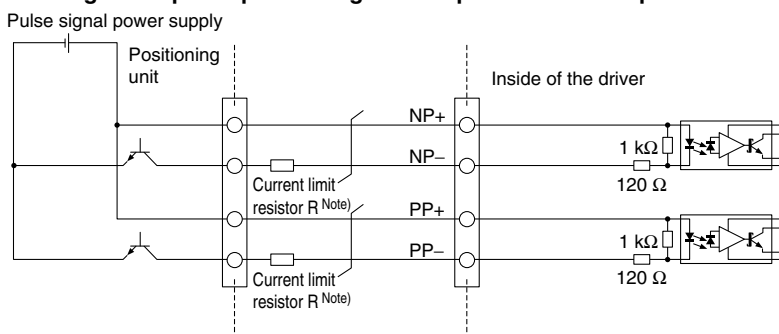 Pulse signal power supply
Positioning
unit
Inside of the driver
NP+
NP–
1 kΩ
120 Ω
Current limit
resistor R Note)
PP+
PP–
1 kΩ
120 Ω
Current limit
resistor R Note)